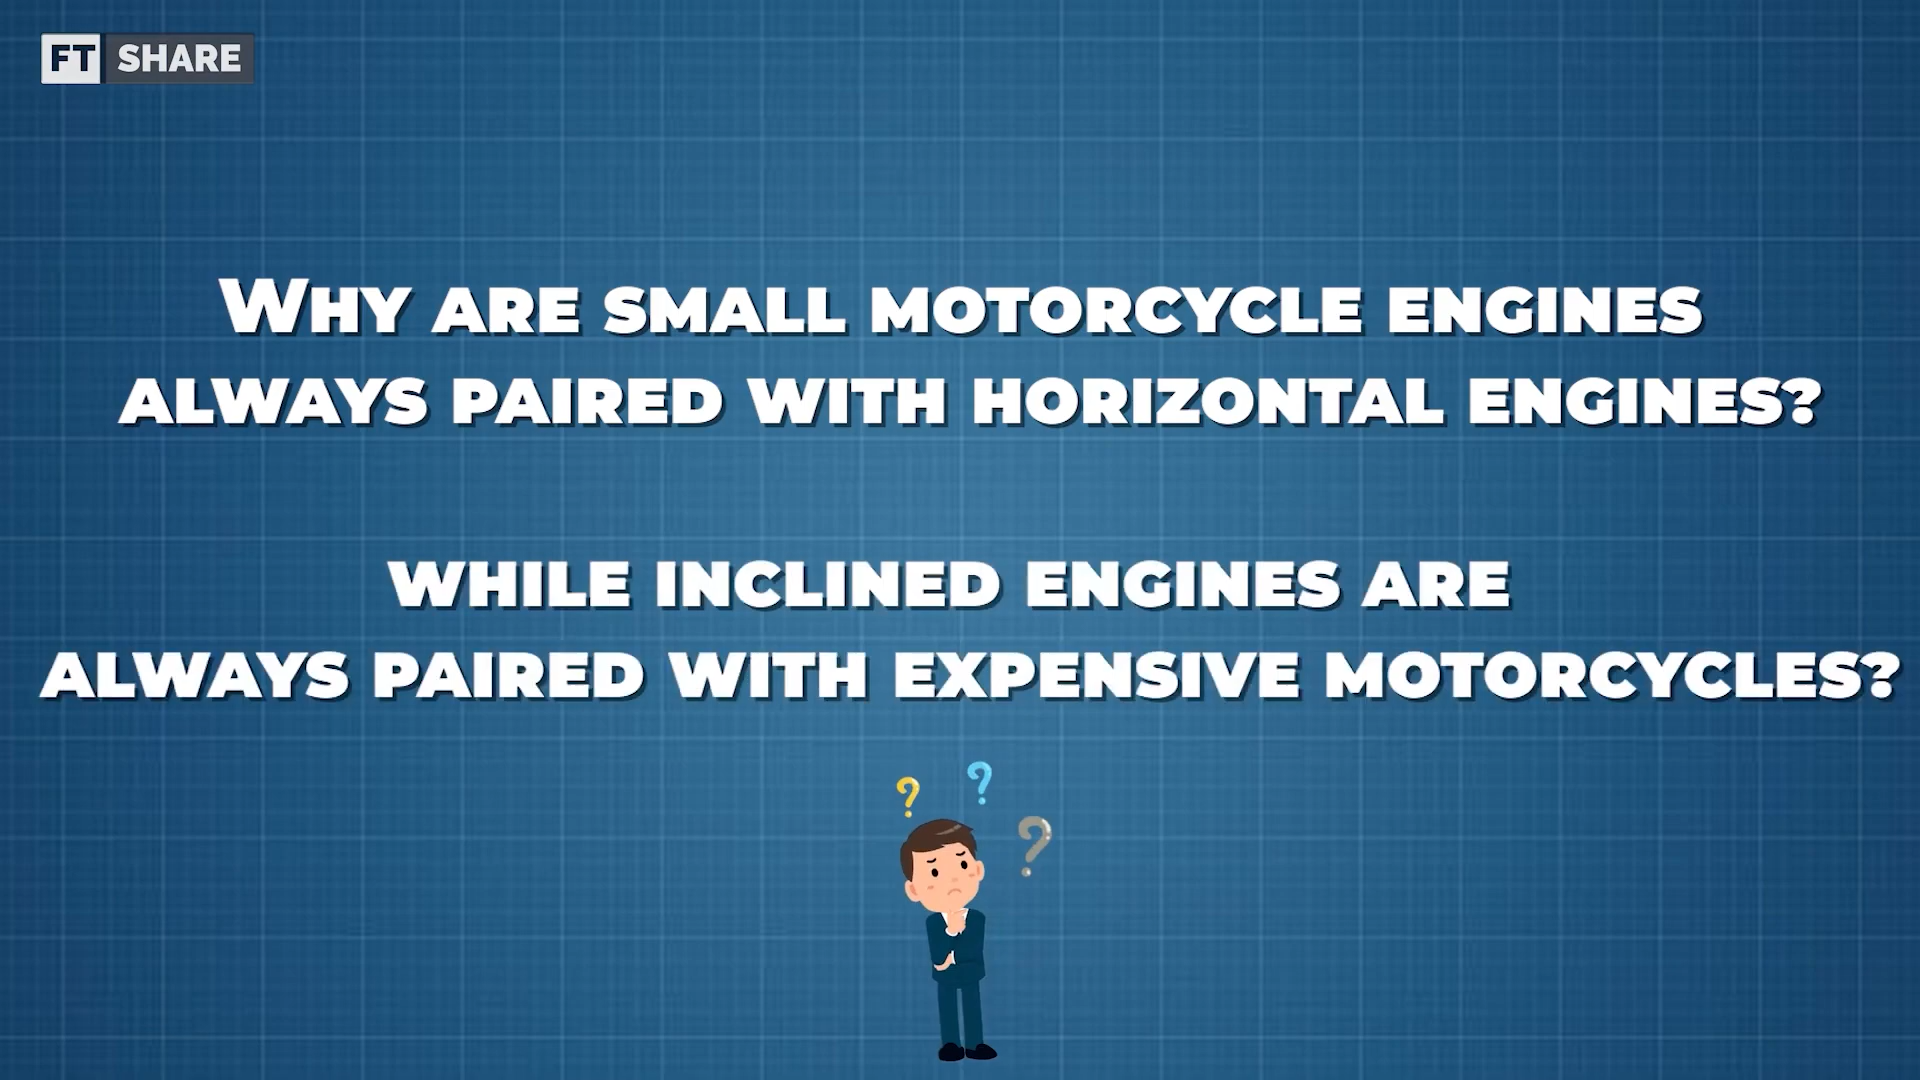 FT SHARE
WHY ARE SMALL MOTORCYCLE ENGINES
ALWAYS PAIRED WITH HORIZONTAL ENGINES?
WHILE INCLINED ENGINES ARE
ALWAYS PAIRED WITH EXPENSIVE MOTORCYCLES?
? ? ?